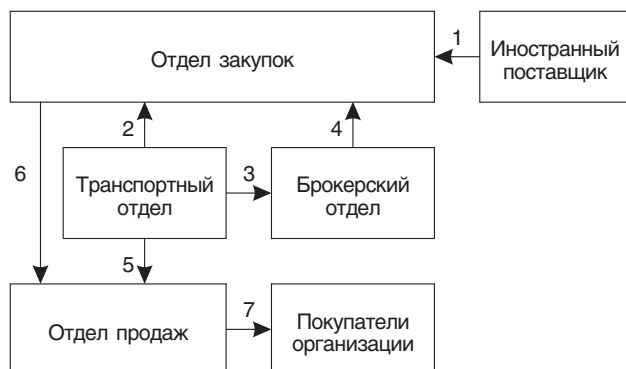 Отдел закупок
1
Иностранный
поставщик
2
4
6
Транспортный
отдел
3
Брокерский
отдел
5
Отдел продаж
7
Покупатели
организации